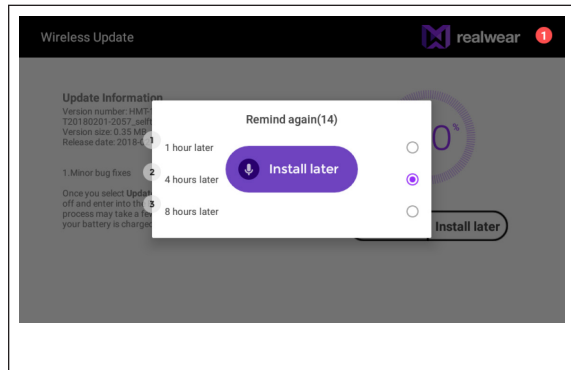 Wireless Update
realwear
1
Update Information
Version number: HMT-
T20180201-2057_self
Version size: 0.35 MB
Release date: 2018-
1.Minor bug fixes
Once you select Updat
off and enter into th
process may take a fe
your battery is charge
Remind again(14)
1
1 hour later
Install later
2
4 hours later
3
8 hours later
Install later